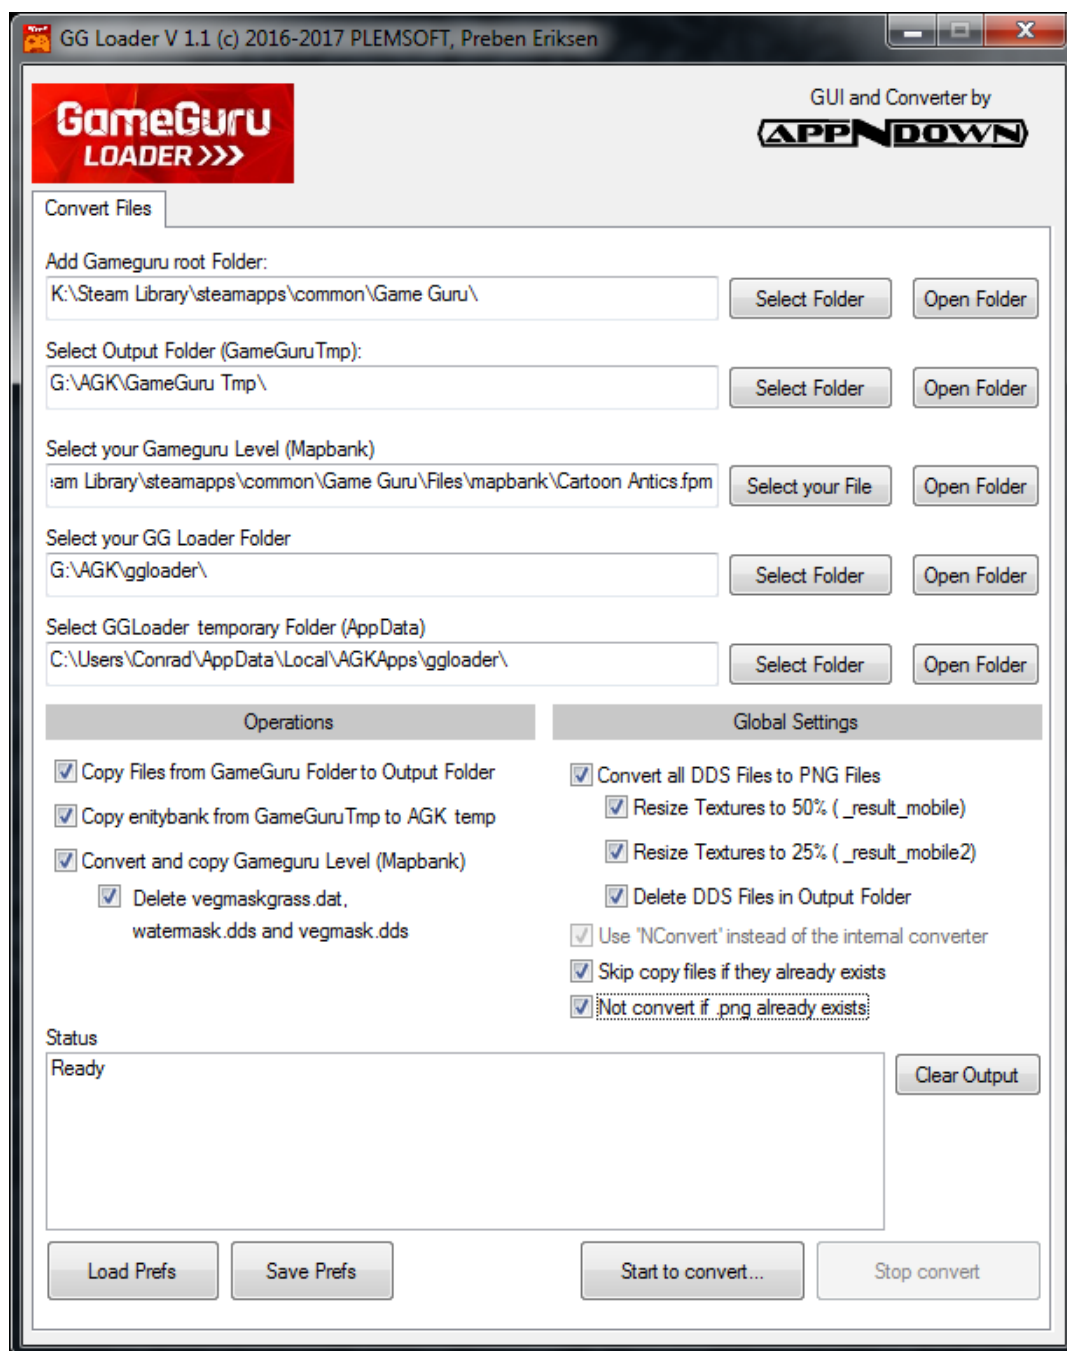 GG Loader V 1.1 (c) 2016-2017 PLEMSOFT, Preben Eriksen
GameGuru
LOADER >>>
GUI and Converter by
APPNDOWN
Convert Files
Add Gameguru root Folder:
K:\Steam Library\steamapps\common\Game Guru\
Select Folder
Open Folder
Select Output Folder (GameGuruTmp):
G:\AGK\GameGuru Tmp\
Select Folder
Open Folder
Select your Gameguru Level (Mapbank)
am Library\steamapps\common\Game Guru\Files\mapbank\Cartoon Antics.fpm
Select your File
Open Folder
Select your GG Loader Folder
G:\AGK\ggloader\
Select Folder
Open Folder
Select GGLoader temporary Folder (AppData)
C:\Users\Conrad\AppData\Local\AGKApps\ggloader\
Select Folder
Open Folder
Operations
Copy Files from GameGuru Folder to Output Folder
Copy enitybank from GameGuruTmp to AGK temp
Convert and copy Gameguru Level (Mapbank)
Delete vegmaskgrass.dat,
watermask.dds and vegmask.dds
Global Settings
Convert all DDS Files to PNG Files
Resize Textures to 50% ( _result_mobile)
Resize Textures to 25% ( _result_mobile2)
Delete DDS Files in Output Folder
Use "NConvert" instead of the internal converter
Skip copy files if they already exists
Not convert if .png already exists
Status
Ready
Clear Output
Load Prefs
Save Prefs
Start to convert...
Stop convert